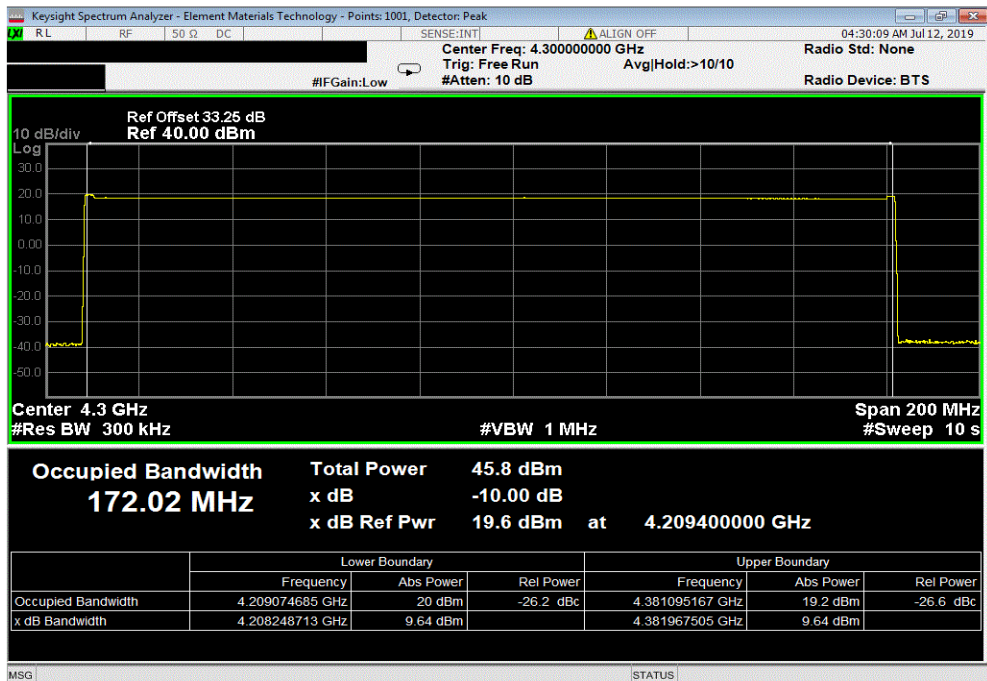 Keysight Spectrum Analyzer - Element Materials Technology - Points: 1001, Detector: Peak
LXI RL RF 50 Ω DC SENSE:INT ALIGN OFF 04:30:09 AM Jul 12, 2019
Center Freq: 4.300000000 GHz Radio Std: None
Trig: Free Run Avg|Hold:>10/10
#IFGain:Low #Atten: 10 dB Radio Device: BTS
Ref Offset 33.25 dB
10 dB/div Ref 40.00 dBm
Log
30.0
20.0
10.0
0.00
-10.0
-20.0
-30.0
-40.0
-50.0
Center 4.3 GHz Span 200 MHz
#Res BW 300 kHz #VBW 1 MHz #Sweep 10 s
Occupied Bandwidth Total Power 45.8 dBm
172.02 MHz x dB -10.00 dB
x dB Ref Pwr 19.6 dBm at 4.209400000 GHz
Lower Boundary Upper Boundary
Frequency Abs Power Rel Power Frequency Abs Power Rel Power
Occupied Bandwidth 4.209074685 GHz 20 dBm -26.2 dBc 4.381095167 GHz 19.2 dBm -26.6 dBc
x dB Bandwidth 4.208248713 GHz 9.64 dBm 4.381967505 GHz 9.64 dBm
MSG STATUS